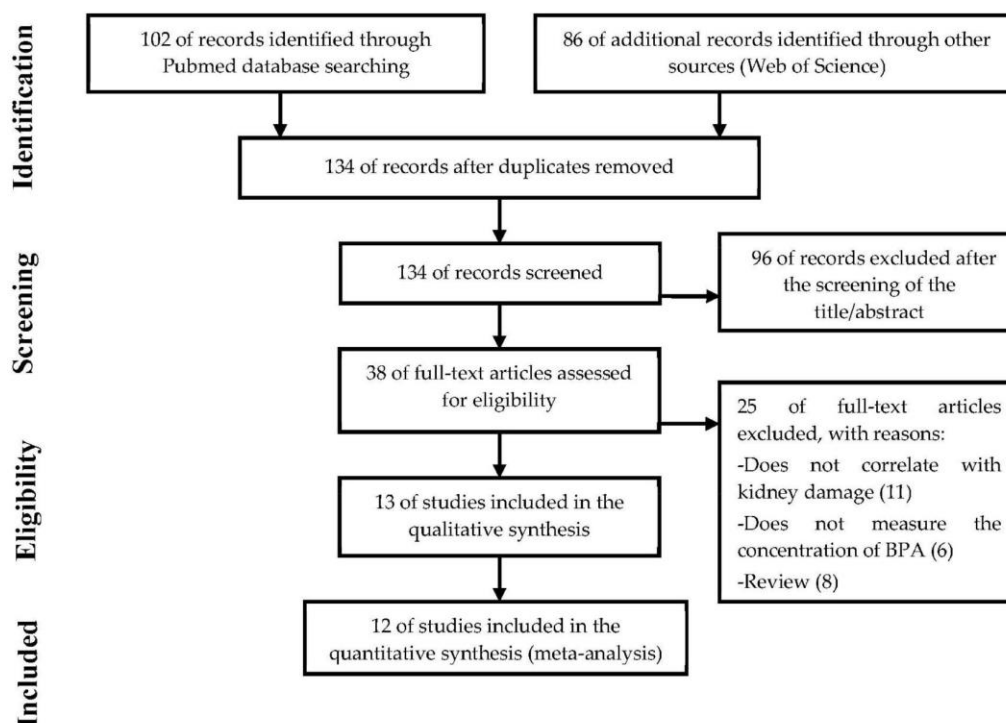 Identification
102 of records identified through
Pubmed database searching
86 of additional records identified through other
sources (Web of Science)
134 of records after duplicates removed
Screening
134 of records screened
96 of records excluded after
the screening of the
title/abstract
38 of full-text articles assessed
for eligibility
Eligibility
25 of full-text articles
excluded, with reasons:
-Does not correlate with
kidney damage (11)
-Does not measure the
concentration of BPA (6)
-Review (8)
13 of studies included in the
qualitative synthesis
Included
12 of studies included in the
quantitative synthesis (meta-analysis)